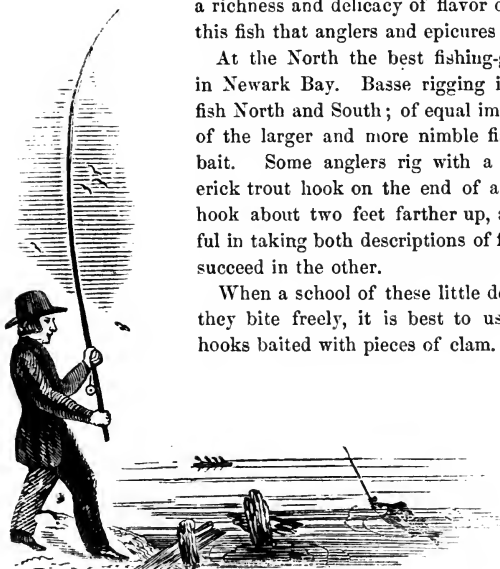 a richness and delicacy of flavor
this fish that anglers and epicures
At the North the best
in Newark Bay. Basse rigging
fish North and South; of equal
of the larger and more nimble
bait. Some anglers rig with a
erick trout hook on the end of a
hook about two feet farther up,
ful in taking both descriptions of
succeed in the other.
When a school of these little
they bite freely, it is best to
hooks baited with pieces of clam.